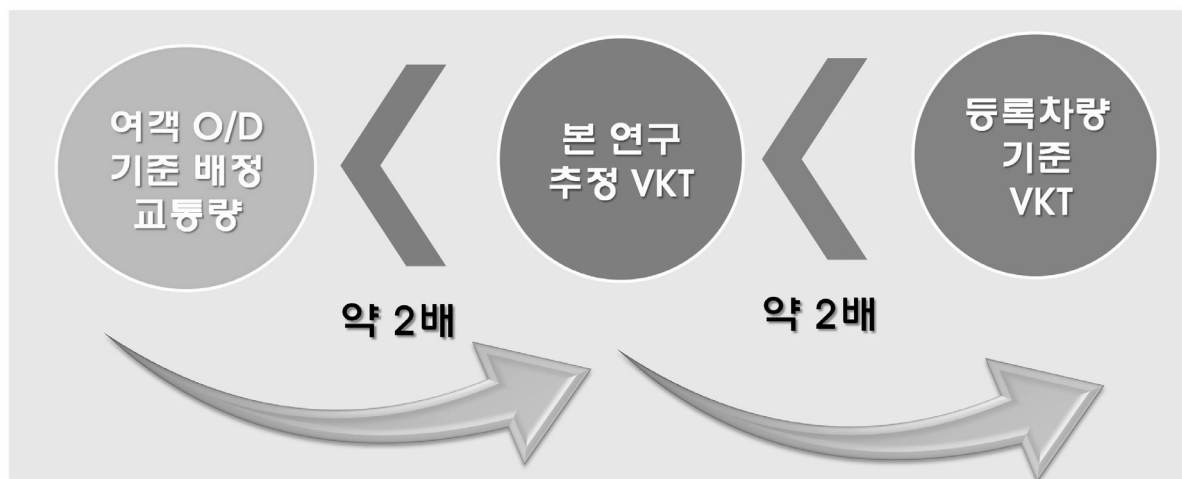 여객 O/D
기준 배정
교통량
본 연구
추정 VKT
등록차량
기준
VKT
약 2배
약 2배